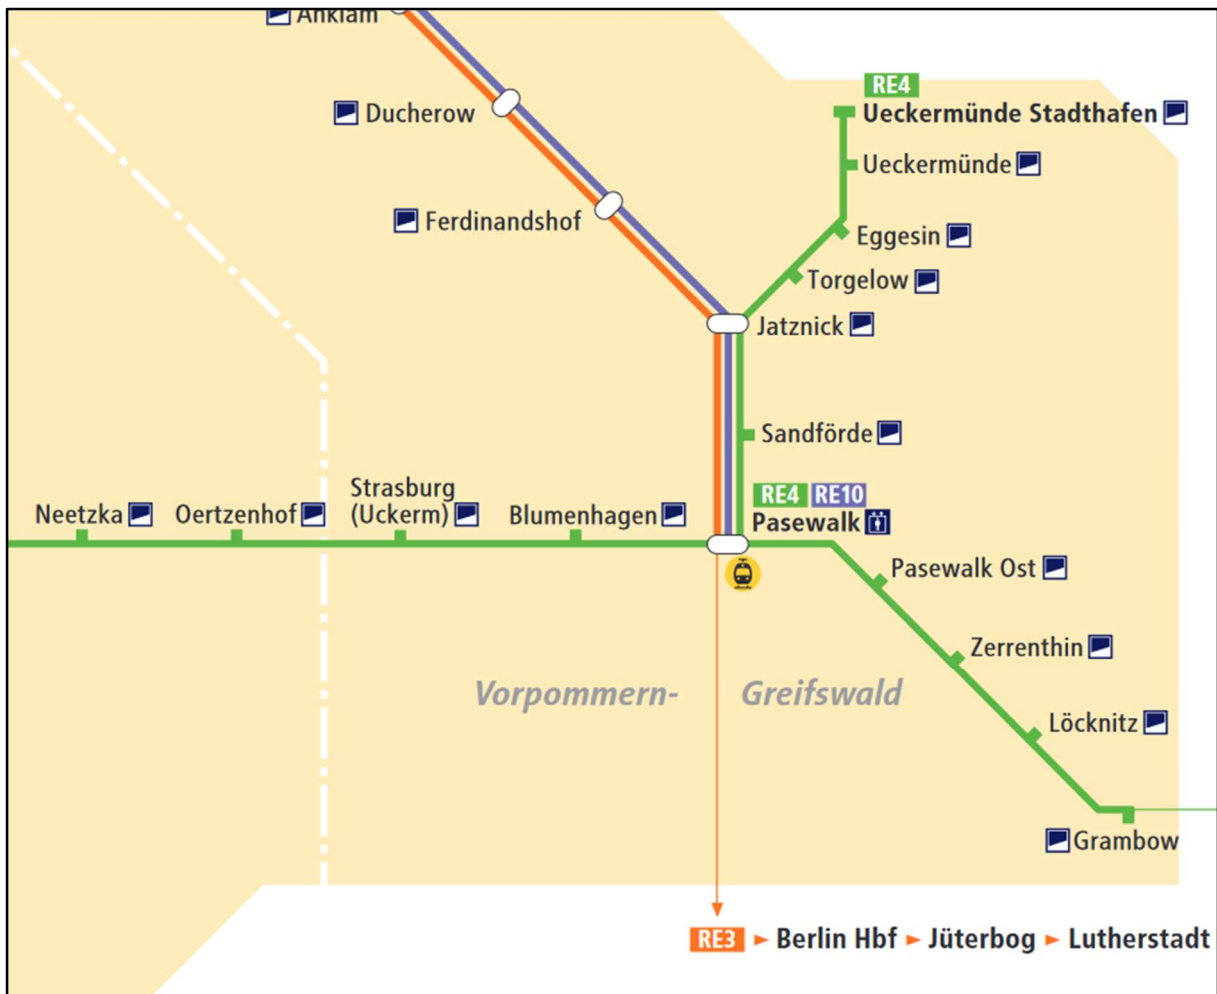 Anklam
RE4
Ducherow
Ueckermünde Stadthafen
Ueckermünde
Ferdinandshof
Eggesin
Torgelow
Jatznick
Sandförde
Strasburg
(Uckerm)
RE4 RE10
Neetzka
Oertzenhof
Blumenhagen
Pasewalk
Pasewalk Ost
Zerrenthin
Vorpommern- Greifswald
Löcknitz
Grambow
RE3 ► Berlin Hbf ► Jüterbog ► Lutherstadt